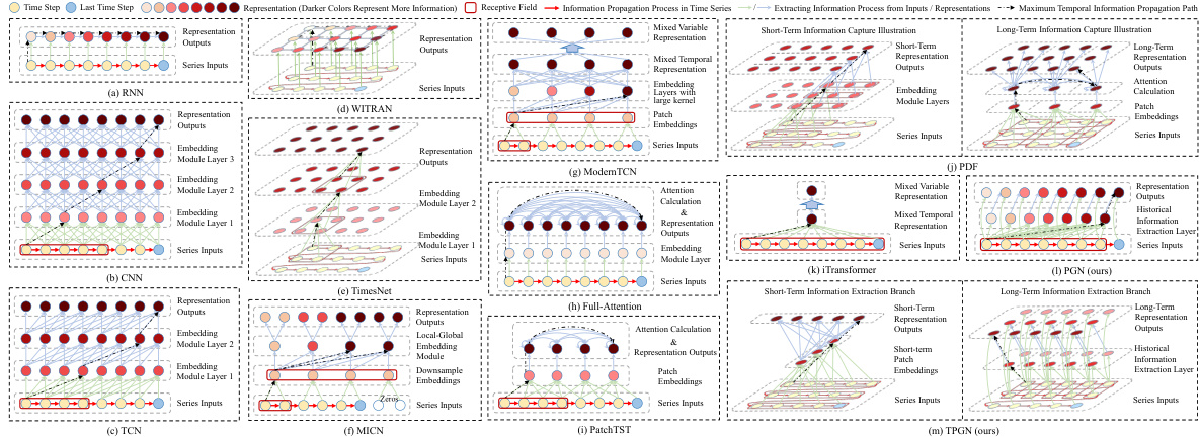 Time Step
Last Time Step
Representation (Darker Colors Represent More Information)
Receptive Field
Information Propagation Process in Time Series
Extracting Information Process from Inputs / Representations
Maximum Temporal Information Propagation Path
Representation
Outputs
Series Inputs
(a) RNN
Representation Outputs
Embedding
Module Layer 3
Embedding
Module Layer 2
Embedding
Module Layer 1
Series Inputs
(b) CNN
Representation
Outputs
Embedding
Module Layer 2
Embedding
Module Layer 1
Series Inputs
(c) TCN
Representation
Outputs
Series Inputs
(d) WITRAN
Representation
Outputs
Embedding
Module Layer 2
Embedding
Module Layer 1
Series Inputs
(e) TimesNet
Representation
Outputs
Local-Global
Embedding
Module
Downsample
Embeddings
Zeros
Series Inputs
(f) MICN
Mixed Variable
Representation
Mixed Temporal
Representation
Embedding
Layers with
large kernel
Patch
Embeddings
Series Inputs
(g) ModernTCN
Attention
Calculation
&
Representation
Outputs
Embedding
Module Layer
Series Inputs
(h) Full-Attention
Attention Calculation
&
Representation Outputs
Patch
Embeddings
Series Inputs
(i) PatchTST
Short-Term Information Capture Illustration
Short-Term
Representation
Outputs
Embedding
Module Layers
Series Inputs
Long-Term Information Capture Illustration
Long-Term
Representation
Outputs
Attention
Calculation
Patch
Embeddings
Series Inputs
(j) PDF
Mixed Variable
Representation
Mixed Temporal
Representation
Series Inputs
(k) iTransformer
Representation
Outputs
Historical
Information
Extraction Layer
Series Inputs
(l) PGN (ours)
Short-Term Information Extraction Branch
Short-Term
Representation
Outputs
Short-term
Patch
Embeddings
Series Inputs
Long-Term Information Extraction Branch
Long-Term
Representation
Outputs
Historical
Information
Extraction Layer
Series Inputs
(m) TPGN (ours)